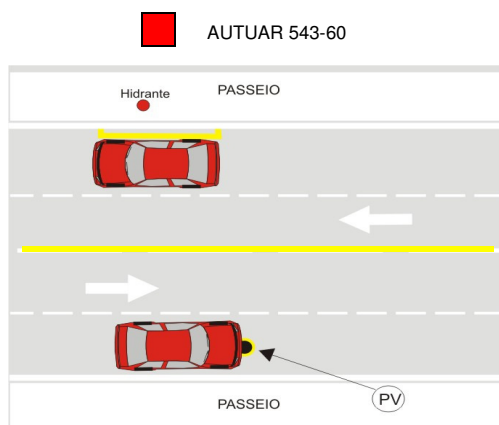 AUTUAR 543-60
Hidrante
PASSEIO
PV
PASSEIO